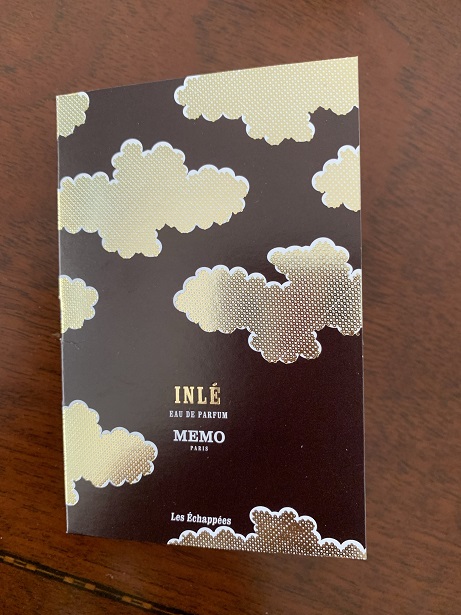 INLÉ
EAU DE PARFUM
MEMO
PARIS
Les Échappées